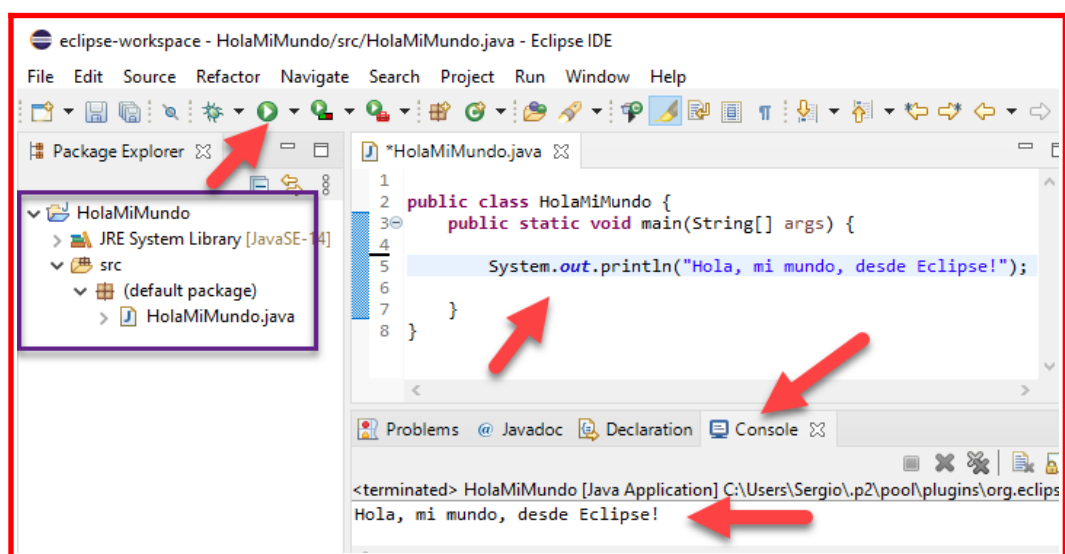 eclipse-workspace - HolaMiMundo/src/HolaMiMundo.java - Eclipse IDE
File Edit Source Refactor Navigate Search Project Run Window Help
Package Explorer
HolaMiMundo
JRE System Library [JavaSE-14]
src
(default package)
HolaMiMundo.java
*HolaMiMundo.java
1
2 public class HolaMiMundo {
3 public static void main(String[] args) {
4
5 System.out.println("Hola, mi mundo, desde Eclipse!");
6
7 }
8 }
Problems @ Javadoc Declaration Console
<terminated> HolaMiMundo [Java Application] C:\Users\Sergio\.p2\pool\plugins\org.eclips
Hola, mi mundo, desde Eclipse!